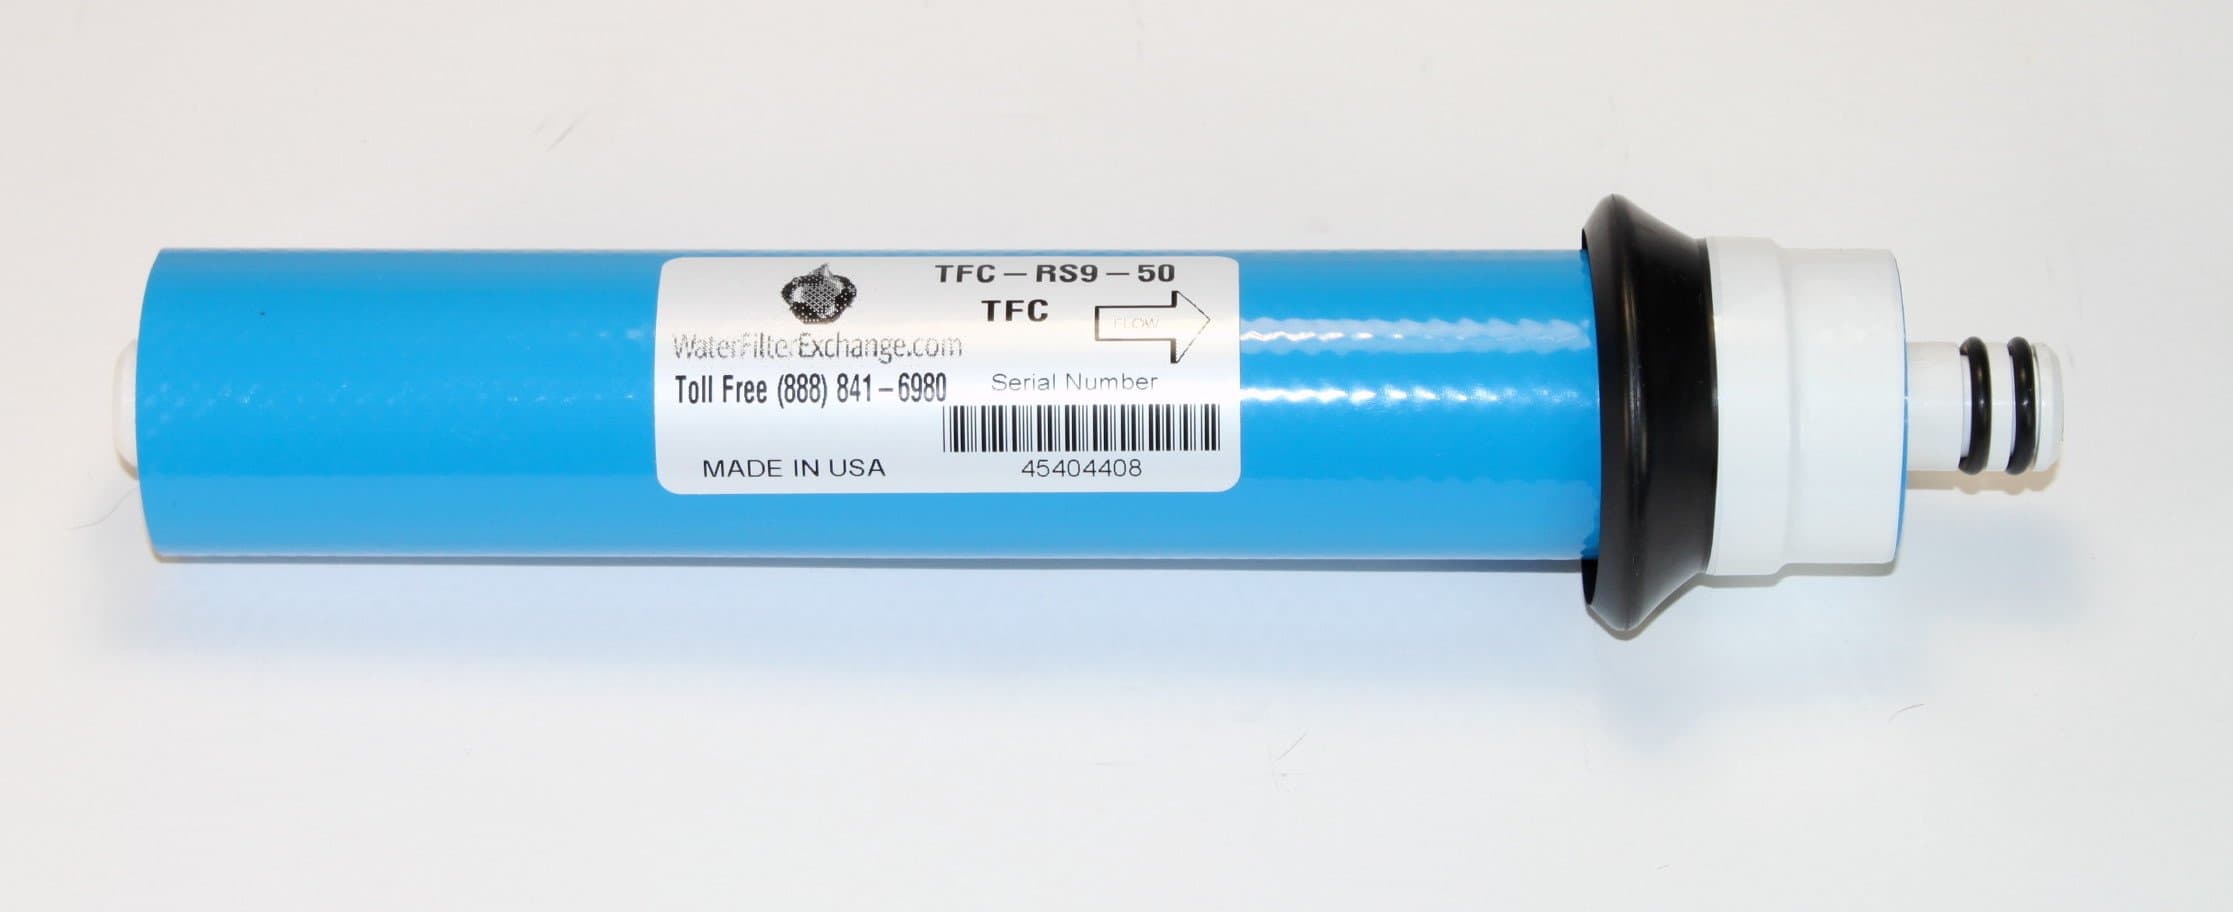 TFC – RS9 – 50
TFC
FLOW
WaterFilterExchange.com
Toll Free (888) 841–6980
Serial Number
MADE IN USA
45404408